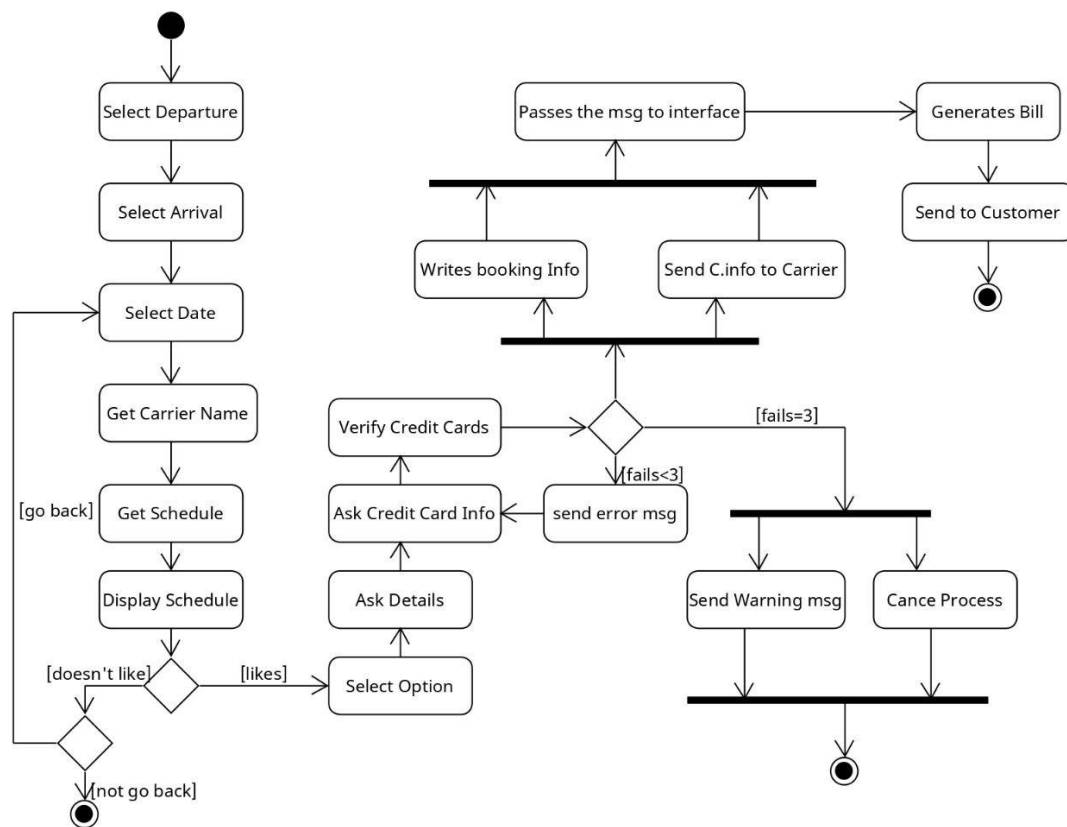 Select Departure
Select Arrival
Select Date
Get Carrier Name
Get Schedule
[go back]
Display Schedule
[doesn't like]
[likes]
[not go back]
Select Option
Ask Details
Ask Credit Card Info
Verify Credit Cards
[fails<3]
send error msg
[fails=3]
Send Warning msg
Cance Process
Writes booking Info
Send C.info to Carrier
Passes the msg to interface
Generates Bill
Send to Customer